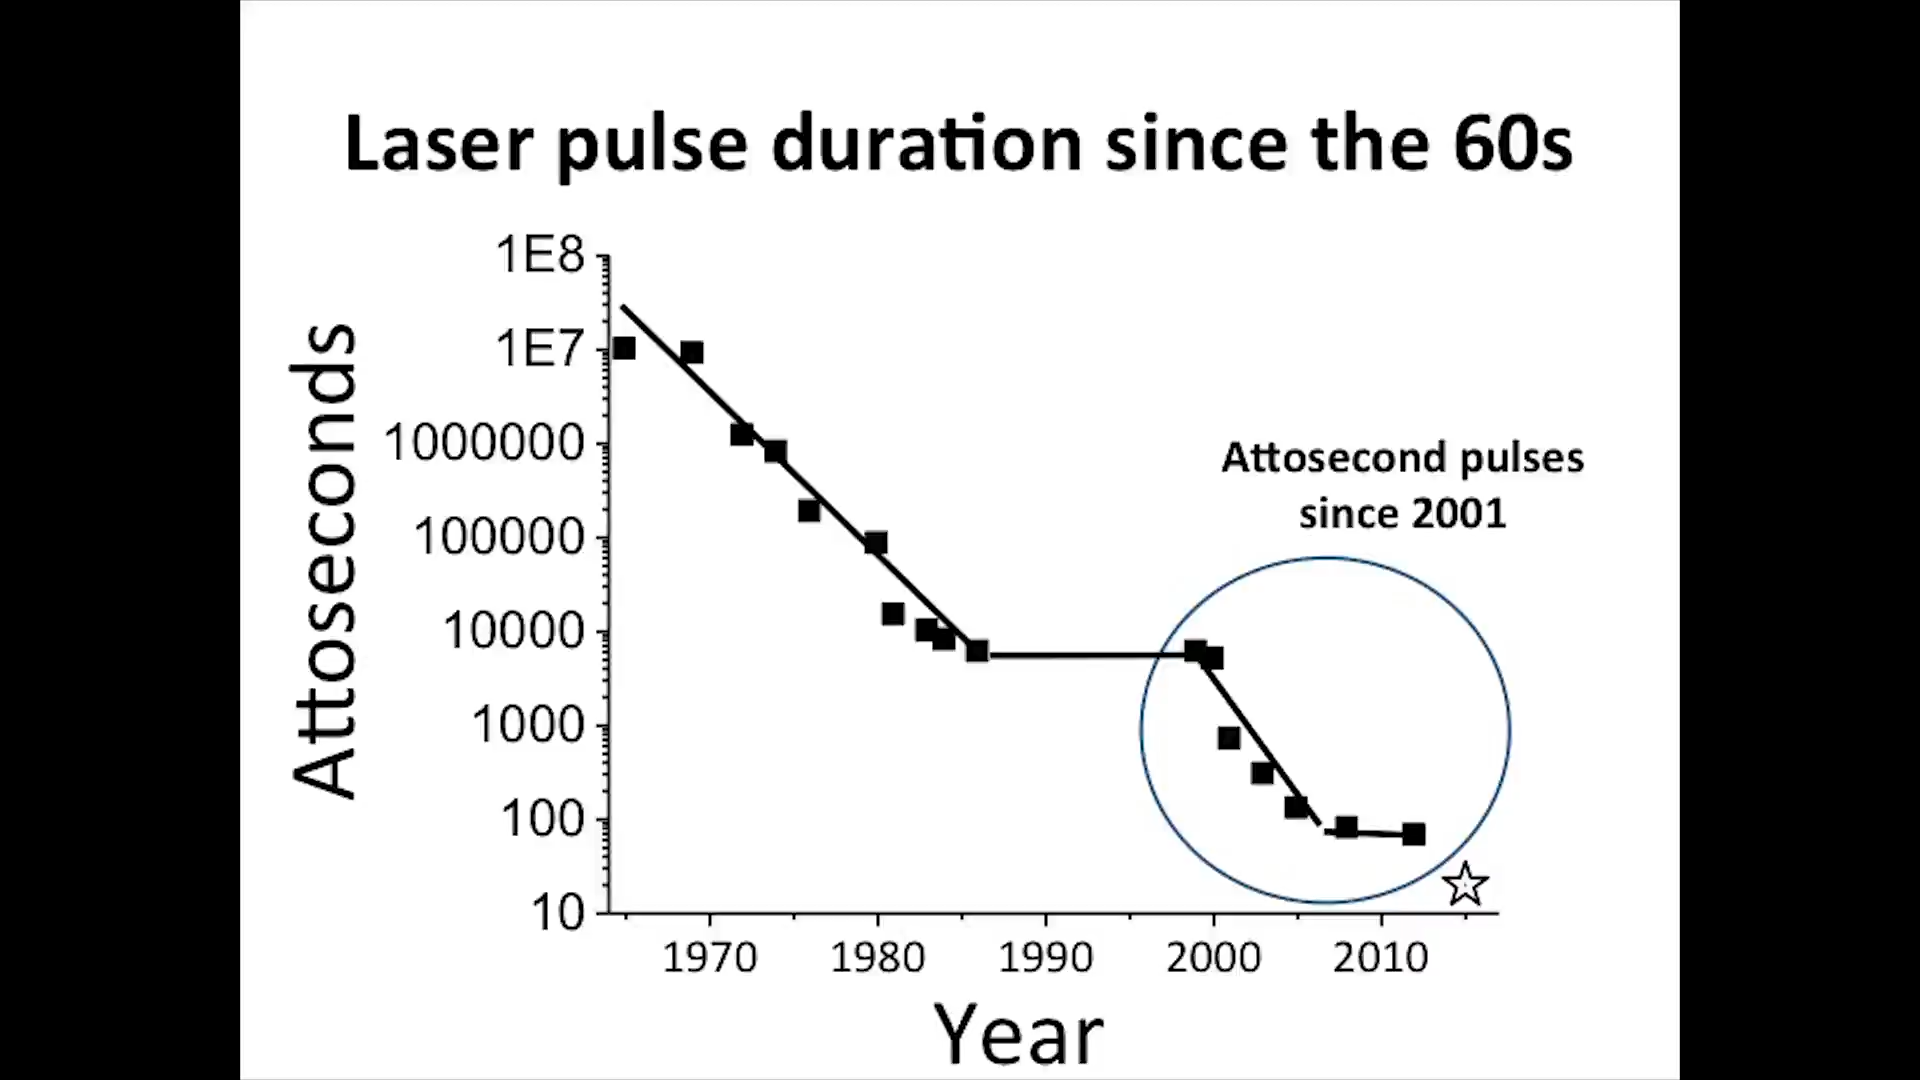 Laser pulse duration since the 60s
Attoseconds
1E8
1E7
1000000
100000
10000
1000
100
10
Attosecond pulses
since 2001
1970 1980 1990 2000 2010
Year